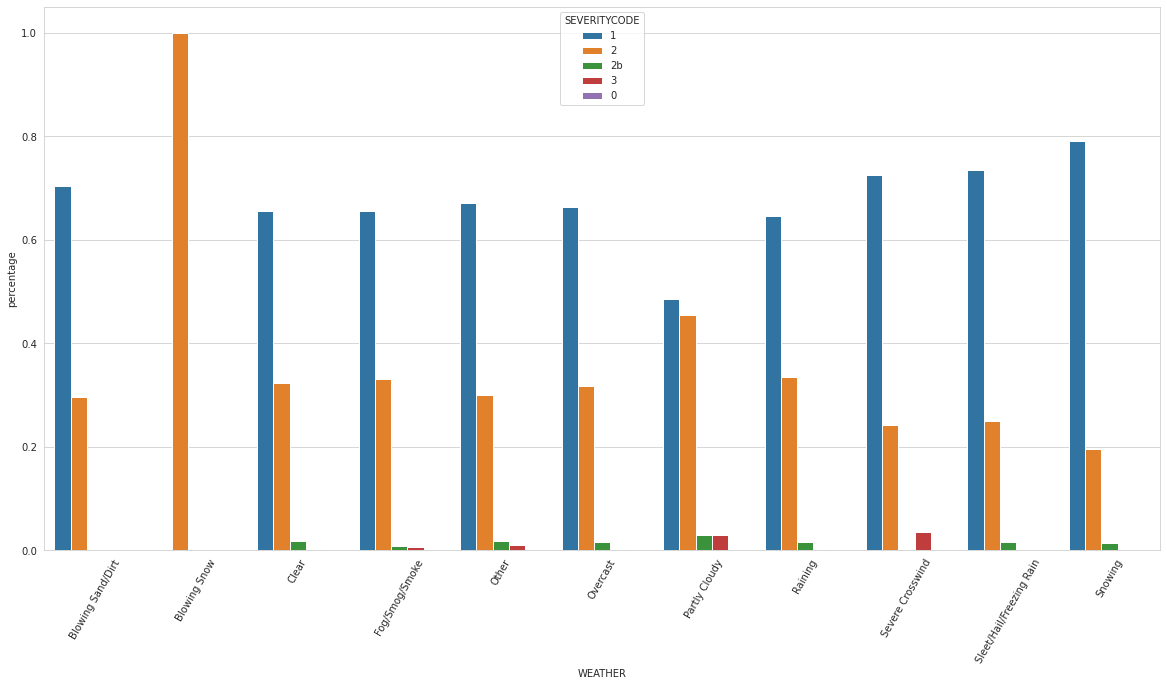 SEVERITYCODE
1
2
2b
3
0
1.0
0.8
0.6
0.4
0.2
0.0
percentage
Blowing Sand/Dirt
Blowing Snow
Clear
Fog/Smog/Smoke
Other
Overcast
Partly Cloudy
Raining
Severe Crosswind
Sleet/Hail/Freezing Rain
Snowing
WEATHER